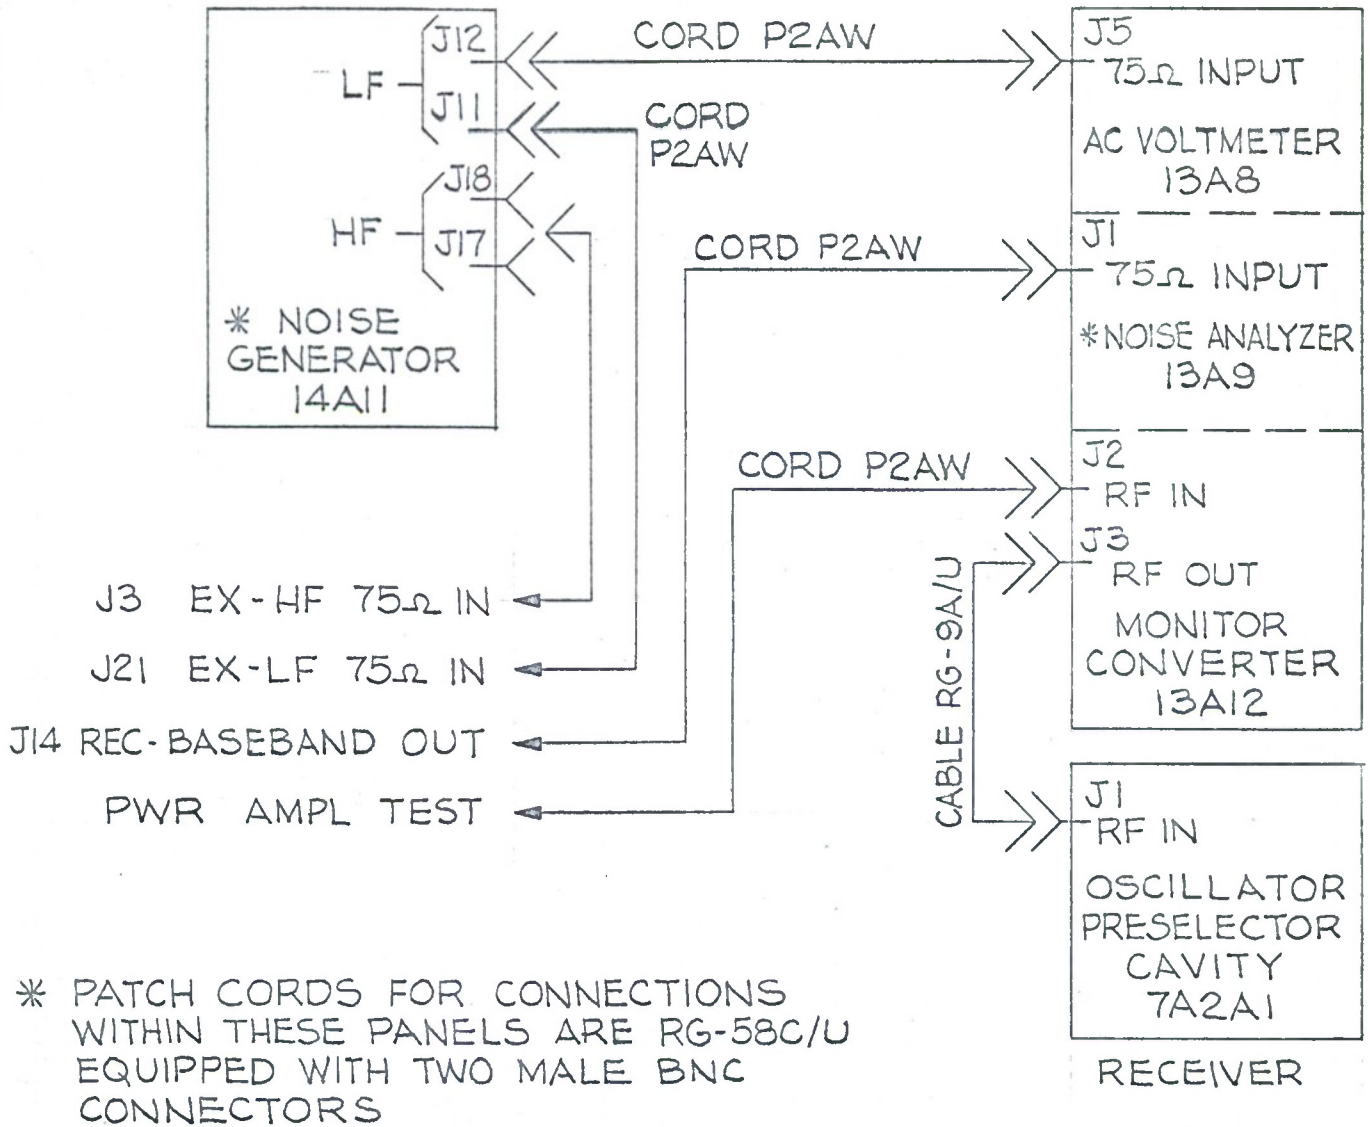 J12
LF
J11
J18
HF
J17
* NOISE
GENERATOR
14A11
CORD P2AW
CORD
P2AW
J5
75Ω INPUT
AC VOLTMETER
13A8
CORD P2AW
J1
75Ω INPUT
*NOISE ANALYZER
13A9
CORD P2AW
J2
RF IN
J3
RF OUT
MONITOR
CONVERTER
13A12
CABLE RG-9A/U
J3 EX-HF 75Ω IN
J21 EX-LF 75Ω IN
J14 REC-BASEBAND OUT
PWR AMPL TEST
J1
RF IN
OSCILLATOR
PRESELECTOR
CAVITY
7A2A1
RECEIVER
* PATCH CORDS FOR CONNECTIONS
WITHIN THESE PANELS ARE RG-58C/U
EQUIPPED WITH TWO MALE BNC
CONNECTORS